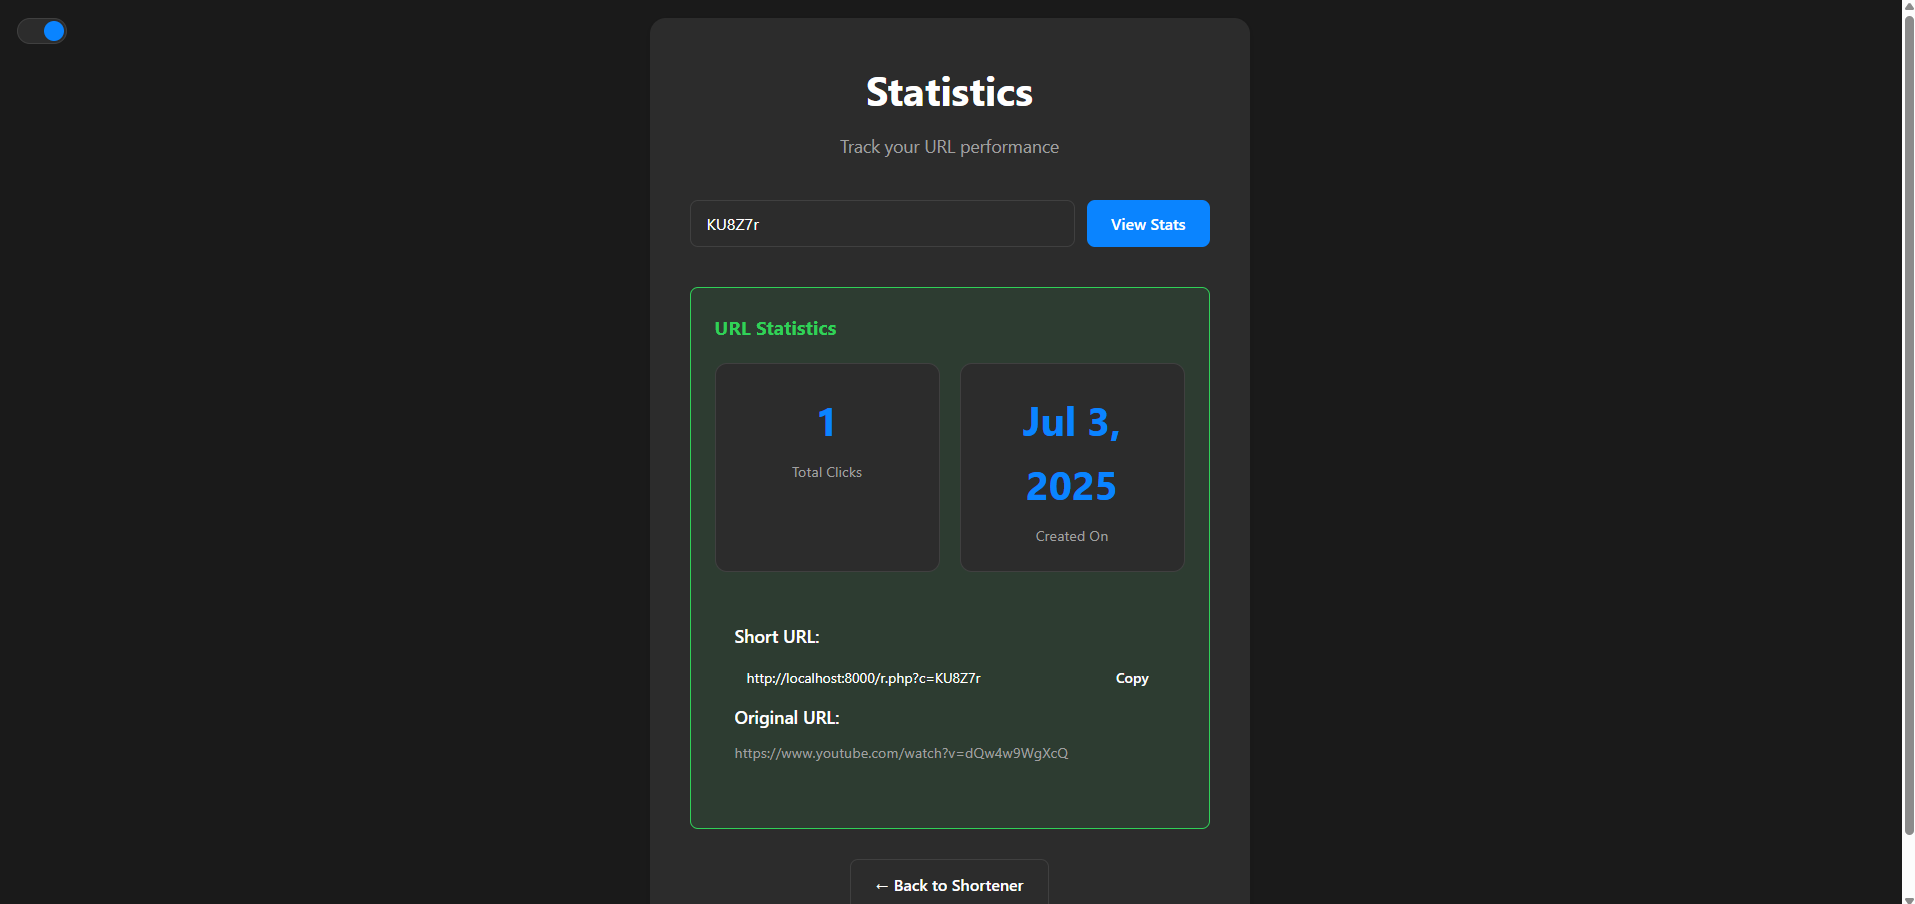 Statistics
Track your URL performance
KU8Z7r
View Stats
URL Statistics
1
Total Clicks
Jul 3,
2025
Created On
Short URL:
http://localhost:8000/r.php?c=KU8Z7r
Copy
Original URL:
https://www.youtube.com/watch?v=dQw4w9WgXcQ
← Back to Shortener